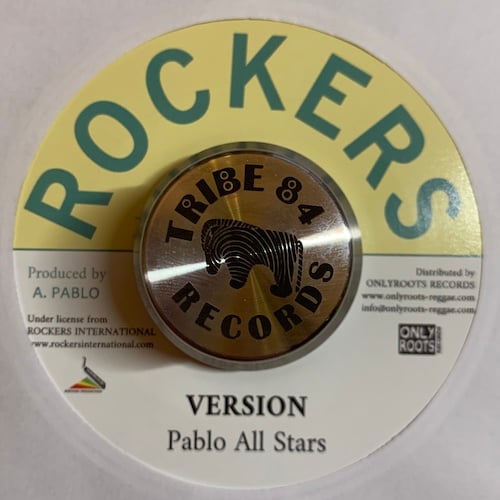 ROCKERS
TRIBE 84
RECORDS
Produced by
A. PABLO
Under license from
ROCKERS INTERNATIONAL
www.rockersinternational.com
Distributed by
ONLYROOTS RECORDS
www.onlyroots-reggae.com
info@onlyroots-reggae.com
ONLY
ROOTS
VERSION
Pablo All Stars